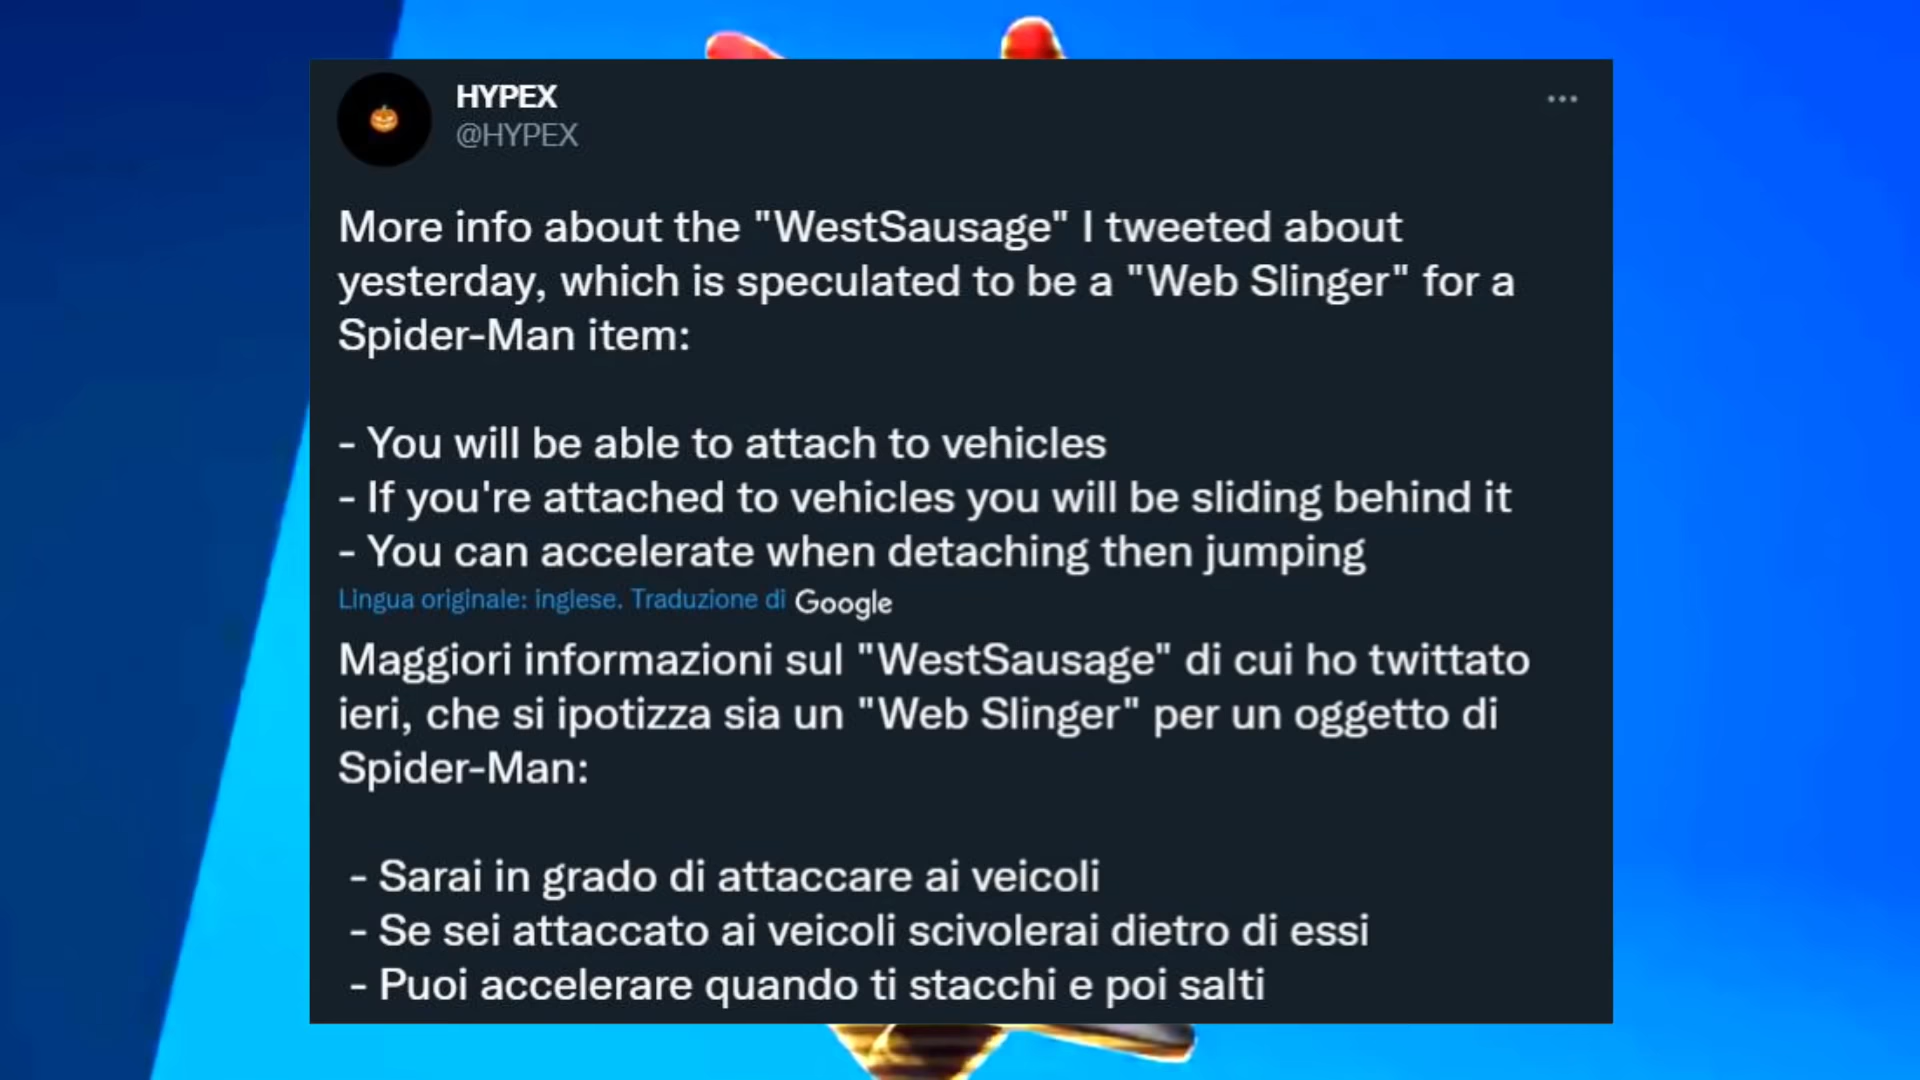 HYPEX
@HYPEX
More info about the "WestSausage" I tweeted about
yesterday, which is speculated to be a "Web Slinger" for a
Spider-Man item:
- You will be able to attach to vehicles
- If you're attached to vehicles you will be sliding behind it
- You can accelerate when detaching then jumping
Lingua originale: inglese. Traduzione di Google
Maggiori informazioni sul "WestSausage" di cui ho twittato
ieri, che si ipotizza sia un "Web Slinger" per un oggetto di
Spider-Man:
- Sarai in grado di attaccare ai veicoli
- Se sei attaccato ai veicoli scivolerai dietro di essi
- Puoi accelerare quando ti stacchi e poi salti